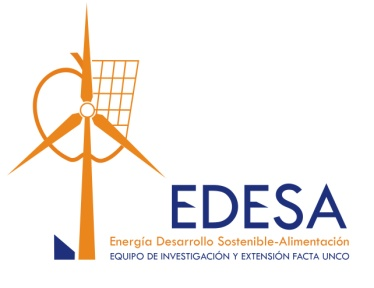 EDESA
Energía Desarrollo Sostenible-Alimentación
EQUIPO DE INVESTIGACIÓN Y EXTENSIÓN FACTA UNCO